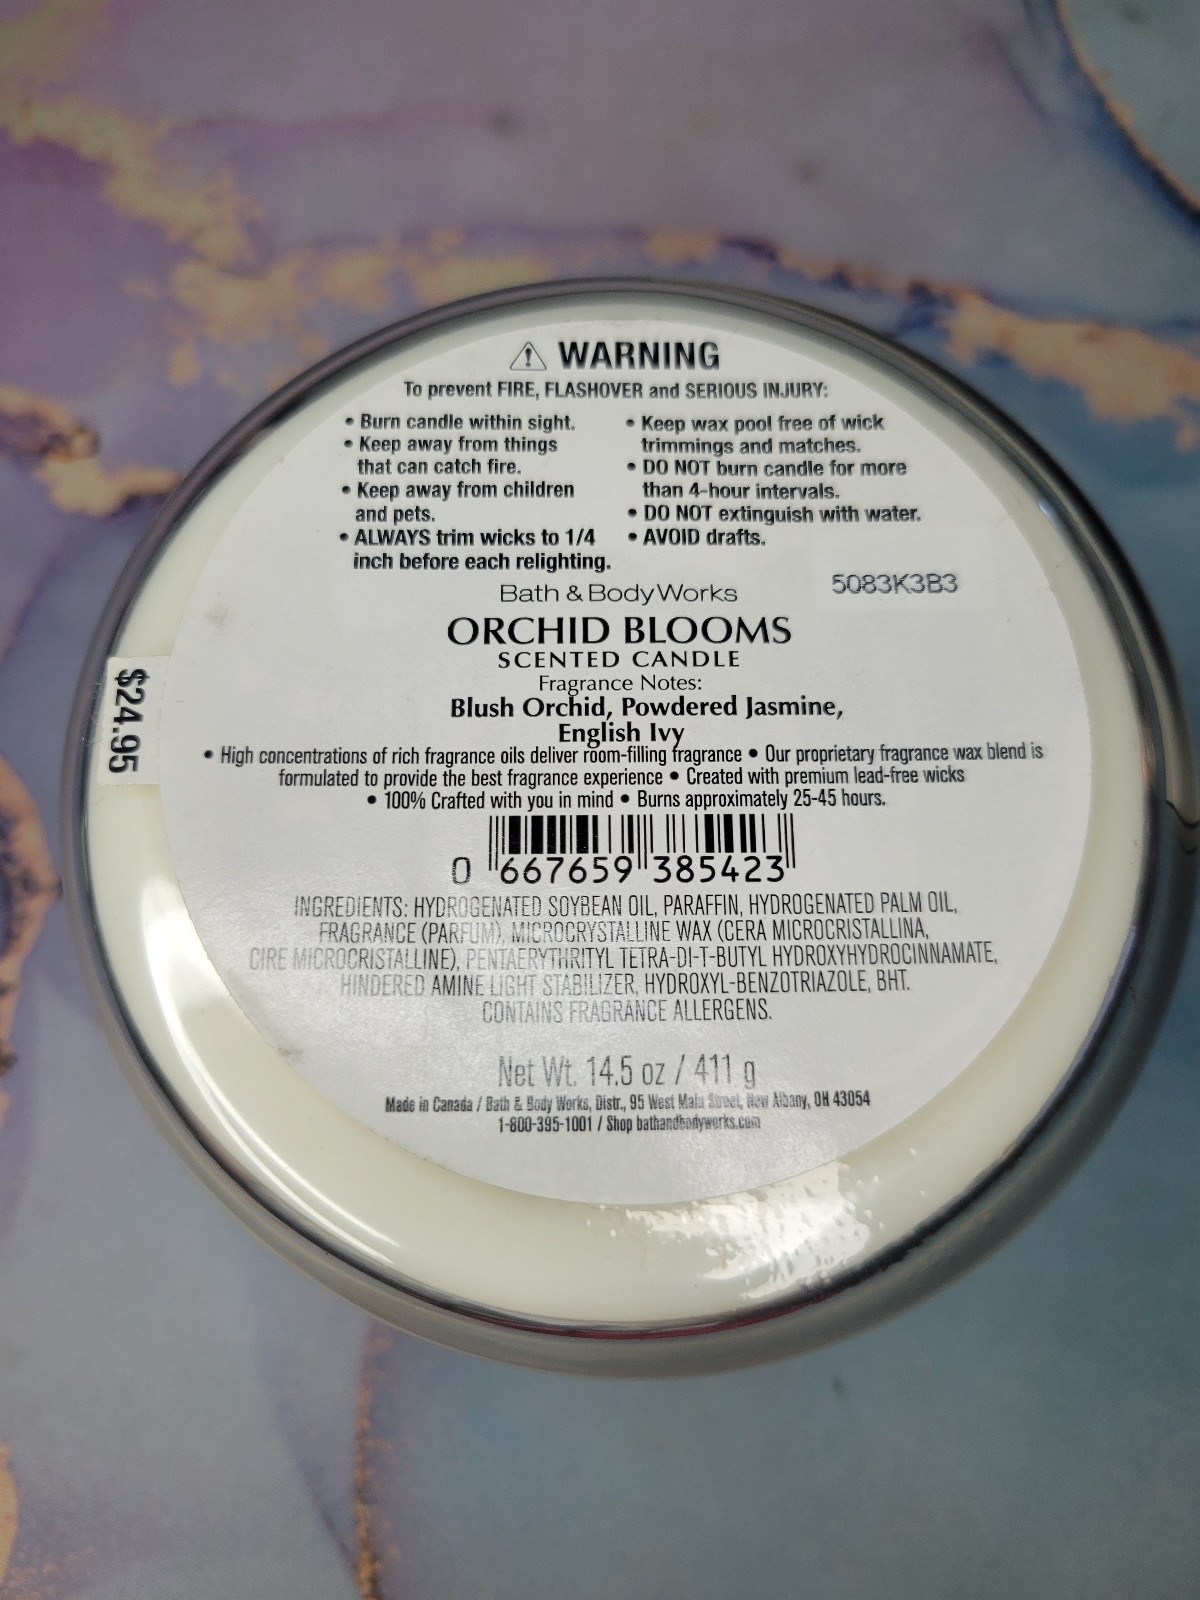 ⚠ WARNING
To prevent FIRE, FLASHOVER and SERIOUS INJURY:
• Burn candle within sight.
• Keep away from things
that can catch fire.
• Keep away from children
and pets.
• ALWAYS trim wicks to 1/4
inch before each relighting.
• Keep wax pool free of wick
trimmings and matches.
• DO NOT burn candle for more
than 4-hour intervals.
• DO NOT extinguish with water.
• AVOID drafts.
5083K3B3
Bath & Body Works
ORCHID BLOOMS
SCENTED CANDLE
Fragrance Notes:
Blush Orchid, Powdered Jasmine,
English Ivy
• High concentrations of rich fragrance oils deliver room-filling fragrance • Our proprietary fragrance wax blend is
formulated to provide the best fragrance experience • Created with premium lead-free wicks
• 100% Crafted with you in mind • Burns approximately 25-45 hours.
0 667659 385423
INGREDIENTS: HYDROGENATED SOYBEAN OIL, PARAFFIN, HYDROGENATED PALM OIL,
FRAGRANCE (PARFUM), MICROCRYSTALLINE WAX (CERA MICROCRISTALLINA,
CIRE MICROCRISTALLINE), PENTAERYTHRITYL TETRA-DI-T-BUTYL HYDROXYHYDROCINNAMATE,
HINDERED AMINE LIGHT STABILIZER, HYDROXYL-BENZOTRIAZOLE, BHT.
CONTAINS FRAGRANCE ALLERGENS.
Net Wt. 14.5 oz / 411 g
Made in Canada / Bath & Body Works, Distr., 95 West Main Street, New Albany, OH 43054
1-800-395-1001 / Shop bathandbodyworks.com
$24.95